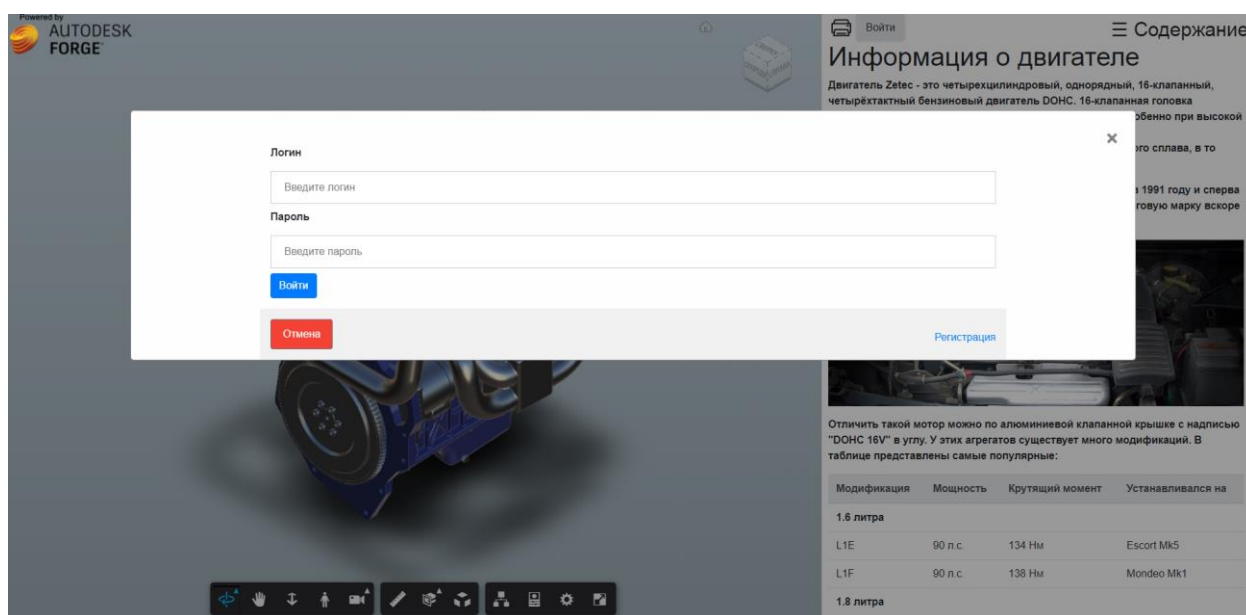 Powered by
AUTODESK
FORGE
Войти
☰ Содержание
Информация о двигателе
Двигатель Zetec - это четырехцилиндровый, однорядный, 16-клапанный,
четырёхтактный бензиновый двигатель DOHC. 16-клапанная головка
при высокой
сплава, в то
1991 году и сперва
марку вскоре
×
Логин
Введите логин
Пароль
Введите пароль
Войти
Отмена
Регистрация
Отличить такой мотор можно по алюминиевой клапанной крышке с надписью
"DOHC 16V" в углу. У этих агрегатов существует много модификаций. В
таблице представлены самые популярные:
Модификация Мощность Крутящий момент Устанавливался на
1.6 литра
L1E 90 л.с. 134 Нм Escort Mk5
L1F 90 л.с. 138 Нм Mondeo Mk1
1.8 литра